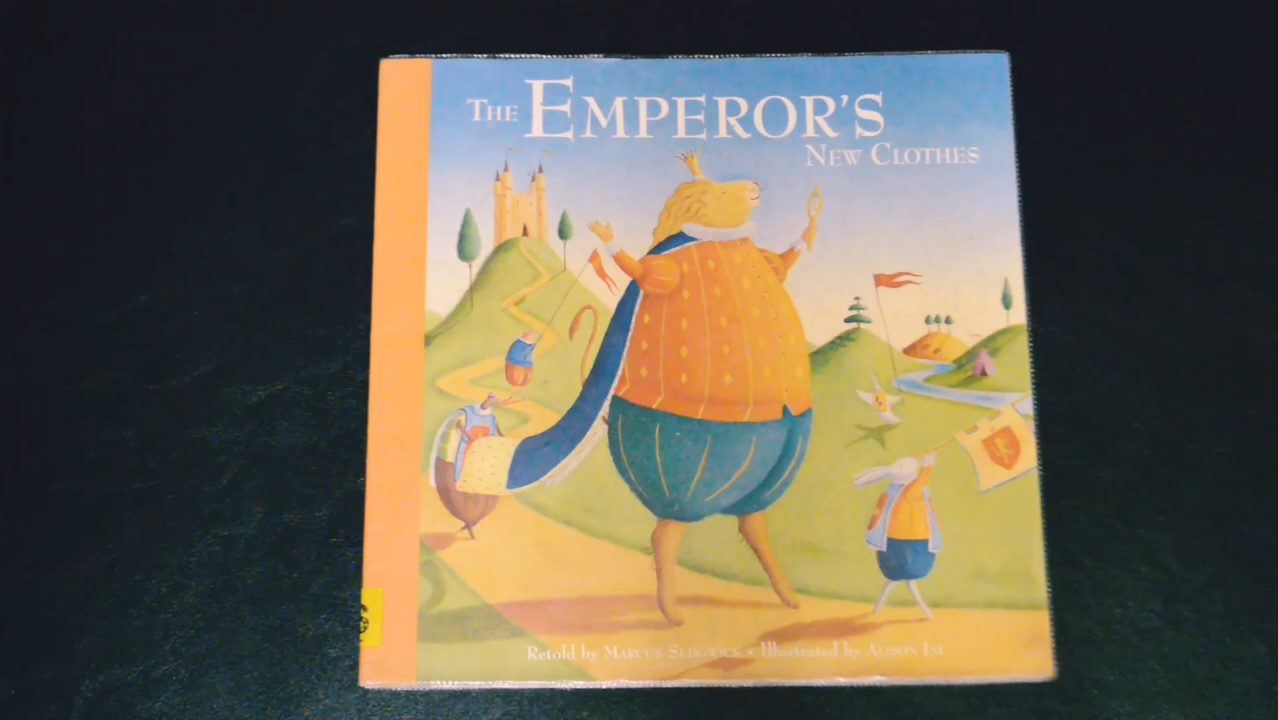 THE EMPEROR'S
NEW CLOTHES
Retold by MARCUS SEDGWICK • Illustrated by ALISON JAY